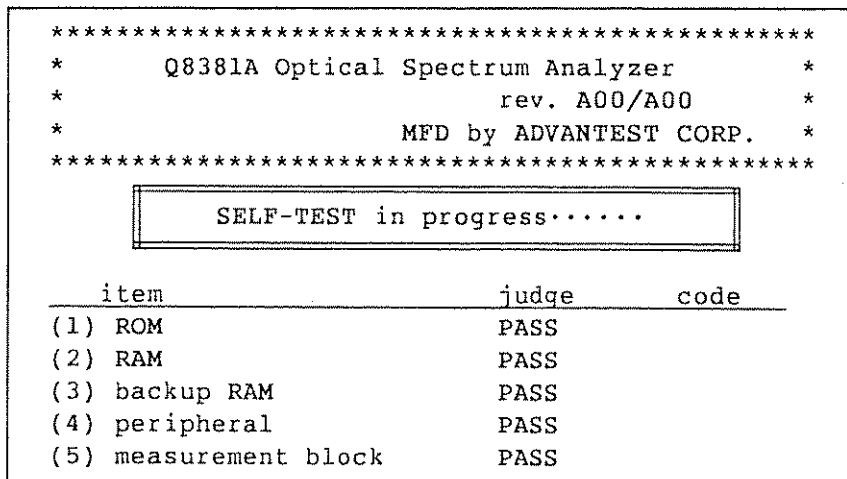 ***********************************************
* Q8381A Optical Spectrum Analyzer *
* rev. A00/A00 *
* MFD by ADVANTEST CORP. *
***********************************************
SELF-TEST in progress······
item judge code
(1) ROM PASS
(2) RAM PASS
(3) backup RAM PASS
(4) peripheral PASS
(5) measurement block PASS